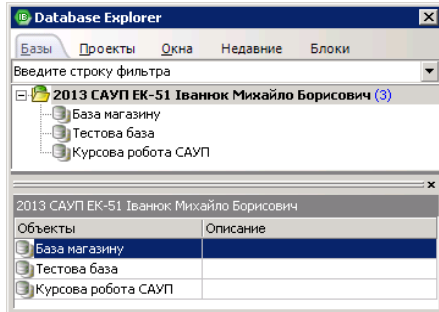 Database Explorer
Базы Проекты Окна Недавние Блоки
Введите строку фильтра
2013 САУП ЕК-51 Іванюк Михайло Борисович (3)
База магазину
Тестова база
Курсова робота САУП
2013 САУП ЕК-51 Іванюк Михайло Борисович
Объекты Описание
База магазину
Тестова база
Курсова робота САУП